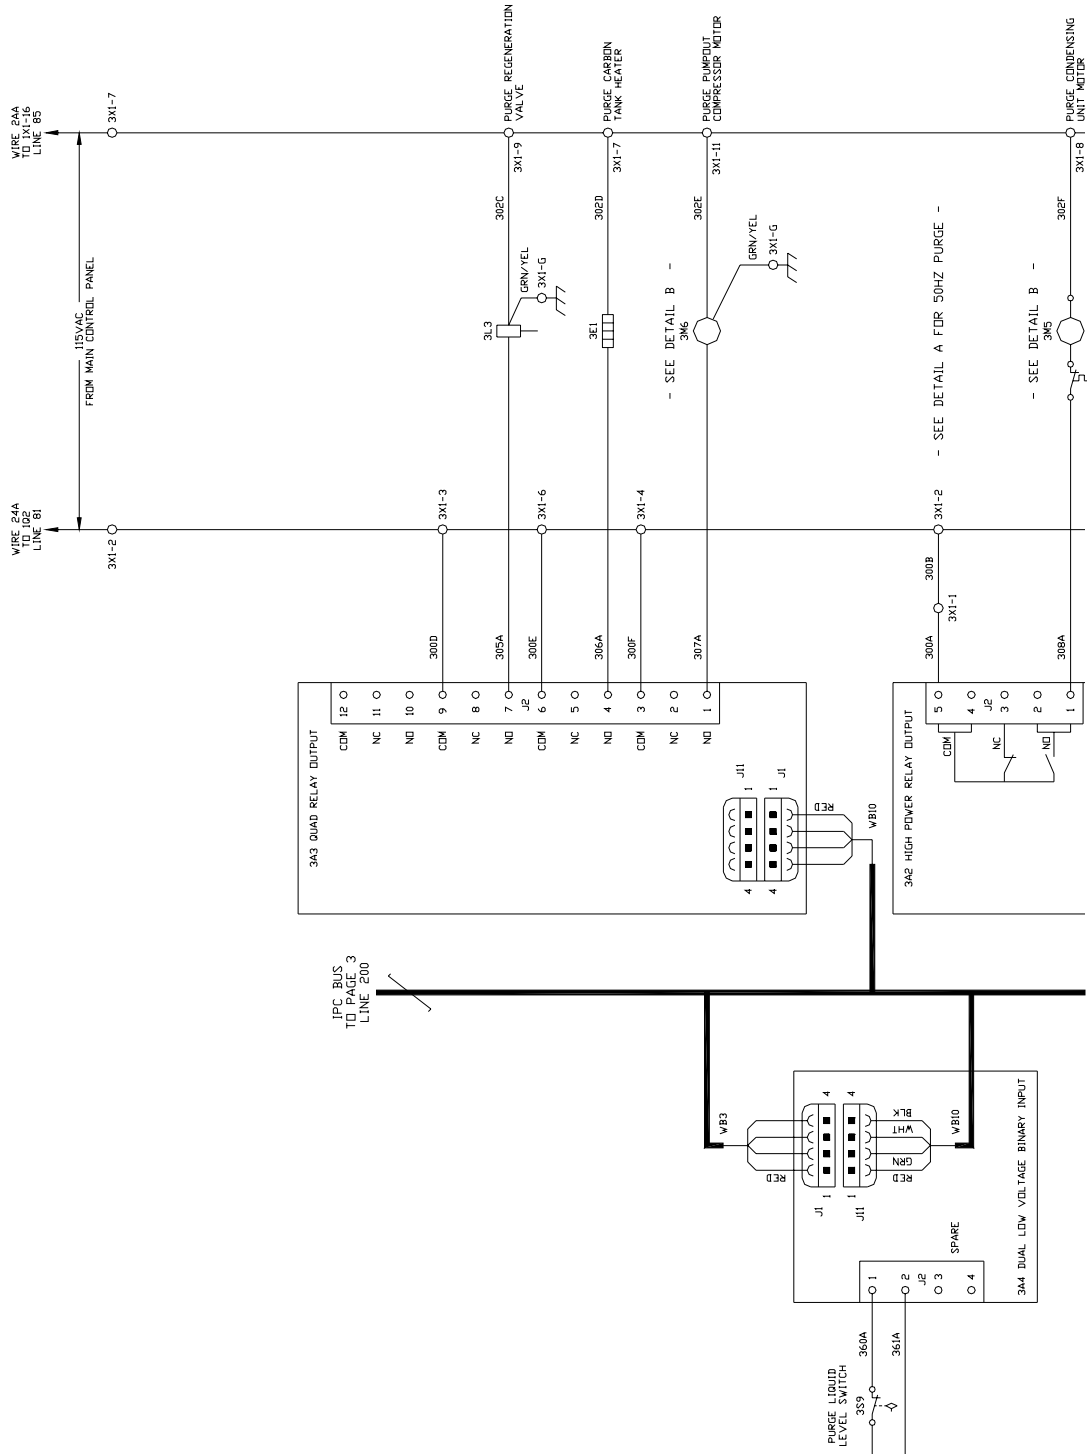 WIRE 24A
TO 1Q2
LINE 81
WIRE 2AA
TO 1X1-16
LINE 85
3X1-2
3X1-7
115VAC
FROM MAIN CONTROL PANEL
IPC BUS
TO PAGE 3
LINE 200
3A3 QUAD RELAY OUTPUT
COM
12
NC
11
NO
10
COM
9
300D
3X1-3
NC
8
NO
7
305A
3L3
GRN/YEL
3X1-G
302C
3X1-9
PURGE REGENERATION
VALVE
J2
COM
6
300E
3X1-6
NC
5
NO
4
306A
3E1
302D
3X1-7
PURGE CARBON
TANK HEATER
COM
3
300F
3X1-4
- SEE DETAIL B -
NC
2
NO
1
307A
3M6
302E
3X1-11
PURGE PUMPOUT
COMPRESSOR MOTOR
GRN/YEL
3X1-G
4
1
J11
4
1
J1
RED
WB10
WB3
RED
J1
1
4
J11
1
4
RED
GRN
WHT
BLK
WB10
PURGE LIQUID
LEVEL SWITCH
3S9
360A
1
361A
2
J2
3
4
SPARE
3A4 DUAL LOW VOLTAGE BINARY INPUT
3A2 HIGH POWER RELAY OUTPUT
COM
5
4
J2
NC
3
2
NO
1
300A
3X1-1
300B
3X1-2
- SEE DETAIL A FOR 50HZ PURGE -
308A
- SEE DETAIL B -
3M5
302F
3X1-8
PURGE CONDENSING
UNIT MOTOR